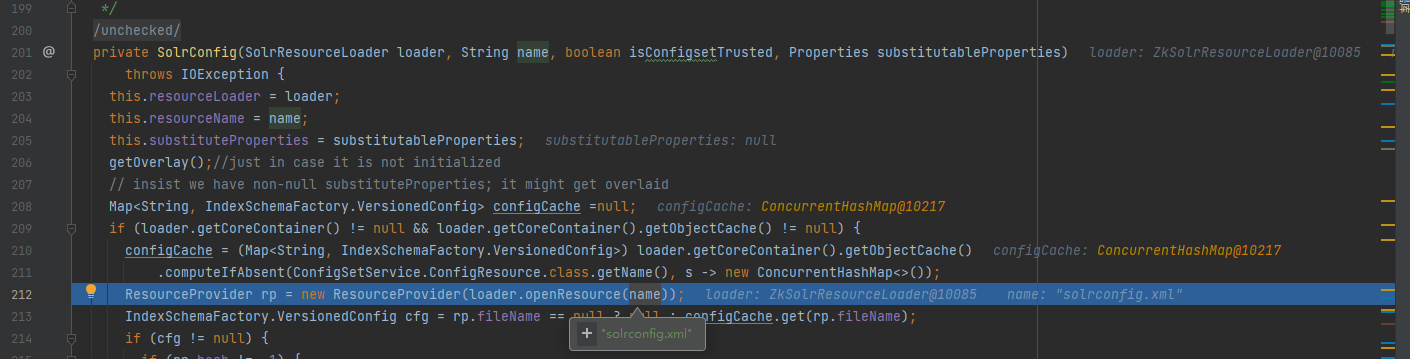 199 */
200 /unchecked/
201 @ private SolrConfig(SolrResourceLoader loader, String name, boolean isConfigsetTrusted, Properties substitutableProperties) loader: ZkSolrResourceLoader@10085
202 throws IOException {
203 this.resourceLoader = loader;
204 this.resourceName = name;
205 this.substituteProperties = substitutableProperties; substitutableProperties: null
206 getOverlay();//just in case it is not initialized
207 // insist we have non-null substituteProperties; it might get overlaid
208 Map<String, IndexSchemaFactory.VersionedConfig> configCache =null; configCache: ConcurrentHashMap@10217
209 if (loader.getCoreContainer() != null && loader.getCoreContainer().getObjectCache() != null) {
210 configCache = (Map<String, IndexSchemaFactory.VersionedConfig>) loader.getCoreContainer().getObjectCache() configCache: ConcurrentHashMap@10217
211 .computeIfAbsent(ConfigSetService.ConfigResource.class.getName(), s -> new ConcurrentHashMap<>());
212 ResourceProvider rp = new ResourceProvider(loader.openResource(name)); loader: ZkSolrResourceLoader@10085 name: "solrconfig.xml"
213 IndexSchemaFactory.VersionedConfig cfg = rp.fileName == null ? null : configCache.get(rp.fileName);
+ "solrconfig.xml"
214 if (cfg != null) {